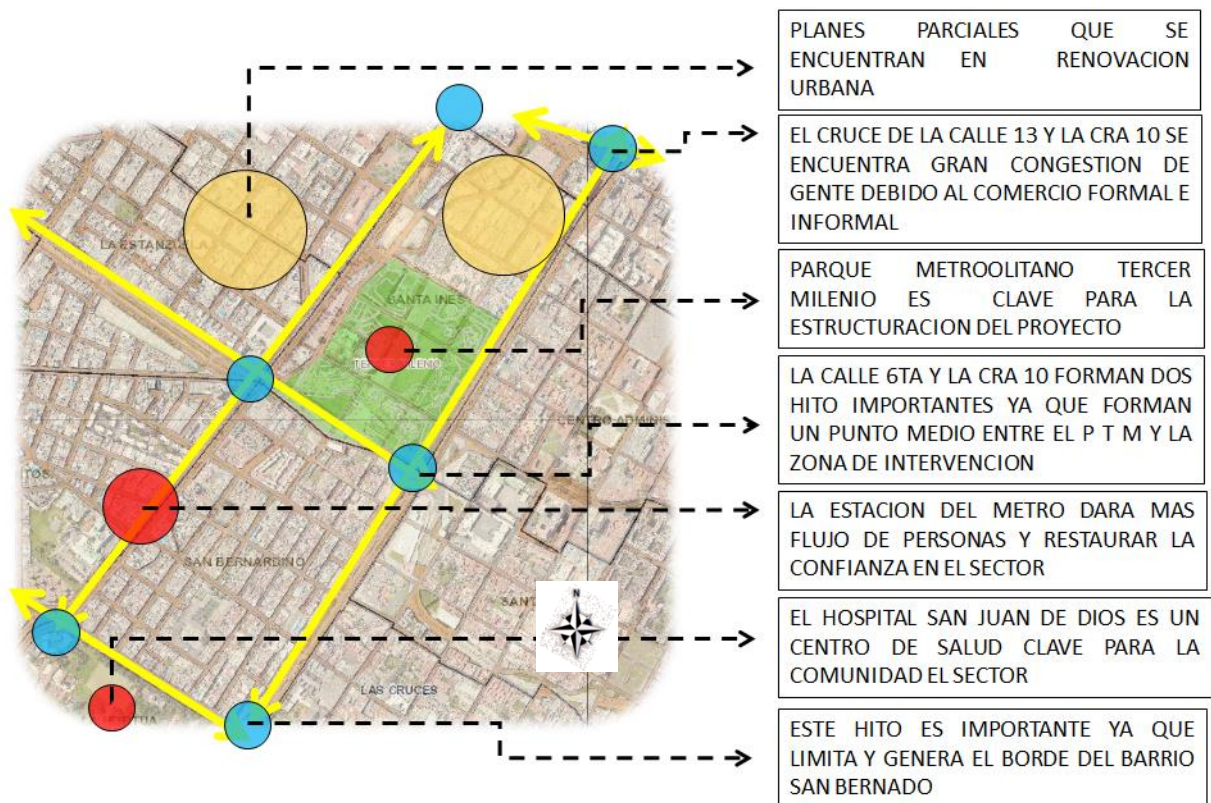 PLANES PARCIALES QUE SE
ENCUENTRAN EN RENOVACION
URBANA
EL CRUCE DE LA CALLE 13 Y LA CRA 10 SE
ENCUENTRA GRAN CONGESTION DE
GENTE DEBIDO AL COMERCIO FORMAL E
INFORMAL
PARQUE METROOLITANO TERCER
MILENIO ES CLAVE PARA LA
ESTRUCTURACION DEL PROYECTO
LA CALLE 6TA Y LA CRA 10 FORMAN DOS
HITO IMPORTANTES YA QUE FORMAN
UN PUNTO MEDIO ENTRE EL P T M Y LA
ZONA DE INTERVENCION
LA ESTACION DEL METRO DARA MAS
FLUJO DE PERSONAS Y RESTAURAR LA
CONFIANZA EN EL SECTOR
EL HOSPITAL SAN JUAN DE DIOS ES UN
CENTRO DE SALUD CLAVE PARA LA
COMUNIDAD EL SECTOR
ESTE HITO ES IMPORTANTE YA QUE
LIMITA Y GENERA EL BORDE DEL BARRIO
SAN BERNADO
LA ESTANZUELA
SANTA INES
CENTRO ADMINIS
TOS
SAN BERNARDINO
N
SANT
LAS CRUCES